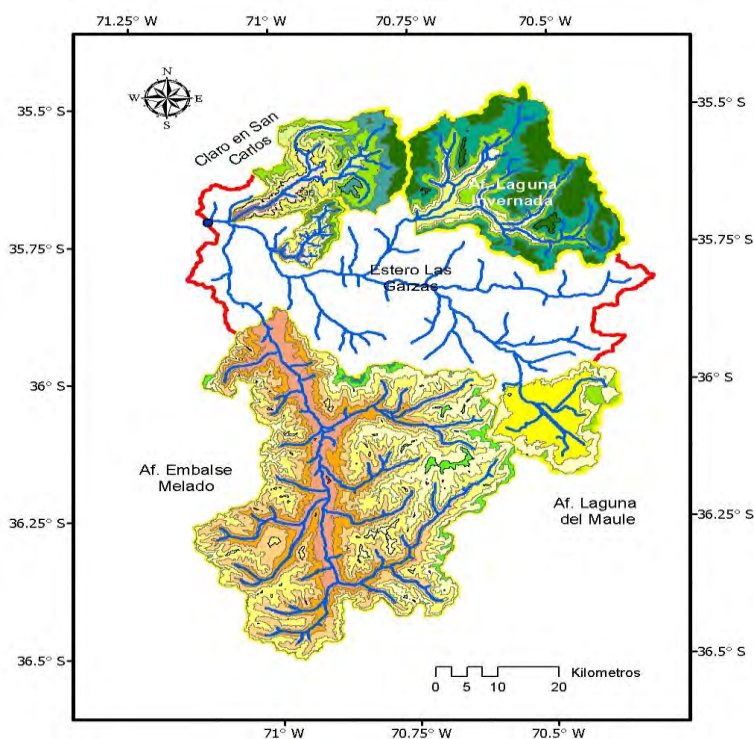 71.25° W
71° W
70.75° W
70.5° W
N
W
E
S
35.5° S
35.5° S
Claro en San
Carlos
Af. Laguna
Invernada
35.75° S
35.75° S
Estero Las
Garzas
36° S
36° S
Af. Embalse
Melado
Af. Laguna
del Maule
36.25° S
36.25° S
36.5° S
36.5° S
Kilometros
0 5 10 20
71° W
70.75° W
70.5° W